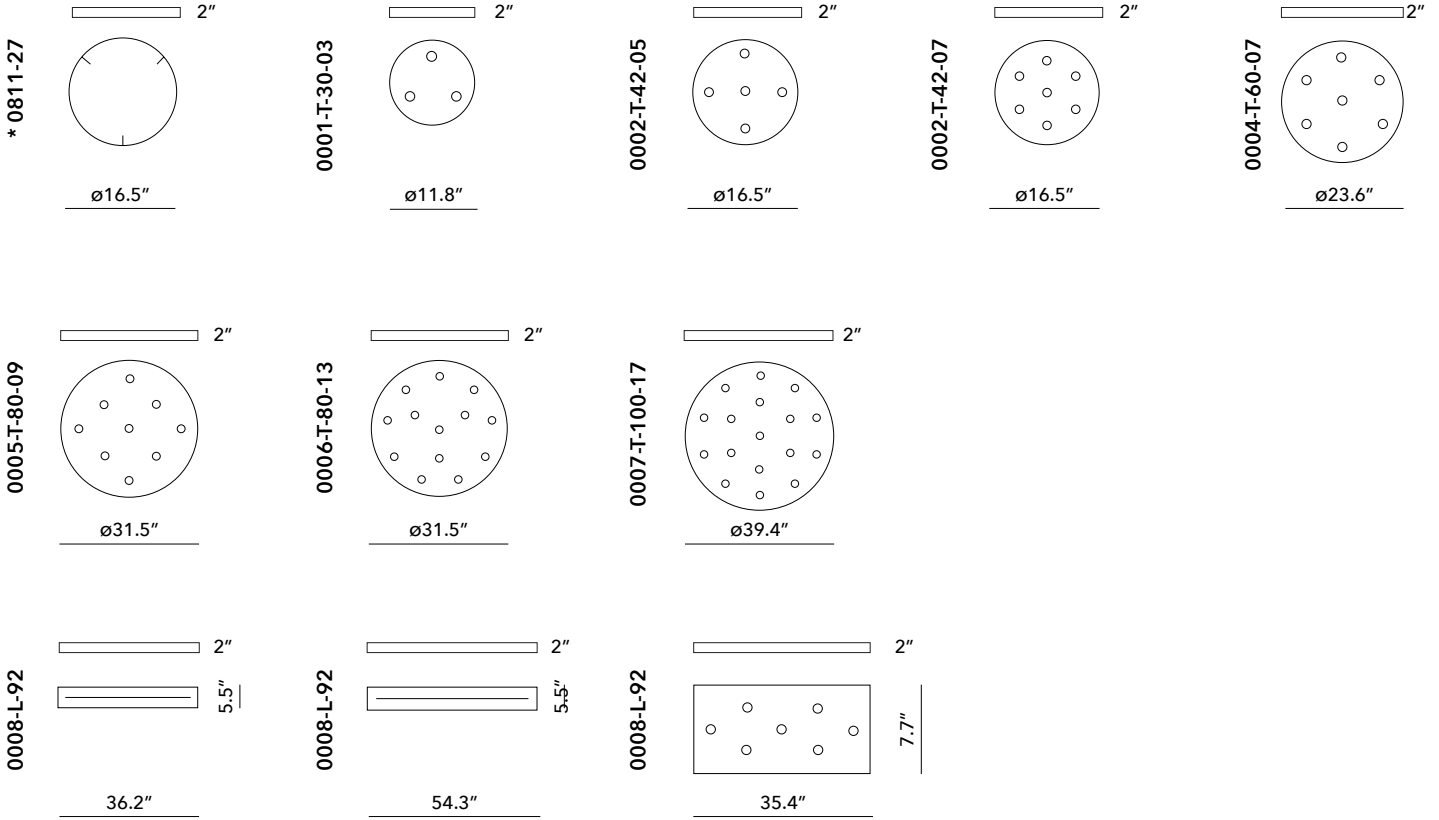 2”
* 0811-27
ø16.5”
2”
0001-T-30-03
ø11.8”
2”
0002-T-42-05
ø16.5”
2”
0002-T-42-07
ø16.5”
2”
0004-T-60-07
ø23.6”
2”
0005-T-80-09
ø31.5”
2”
0006-T-80-13
ø31.5”
2”
0007-T-100-17
ø39.4”
2”
0008-L-92
5.5”
36.2”
2”
0008-L-92
5.5”
54.3”
2”
0008-L-92
7.7”
35.4”